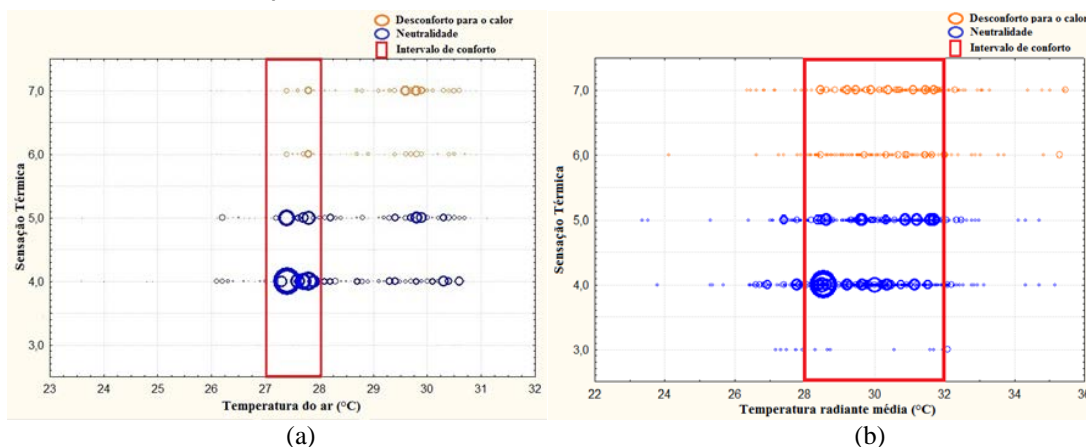 Desconforto para o calor
Neutralidade
Intervalo de conforto
7,0
6,0
5,0
4,0
3,0
Sensação Térmica
23 24 25 26 27 28 29 30 31 32
Temperatura do ar (°C)
(a)
Desconforto para o calor
Neutralidade
Intervalo de conforto
7,0
6,0
5,0
4,0
3,0
Sensação Térmica
22 24 26 28 30 32 34 36
Temperatura radiante média (°C)
(b)